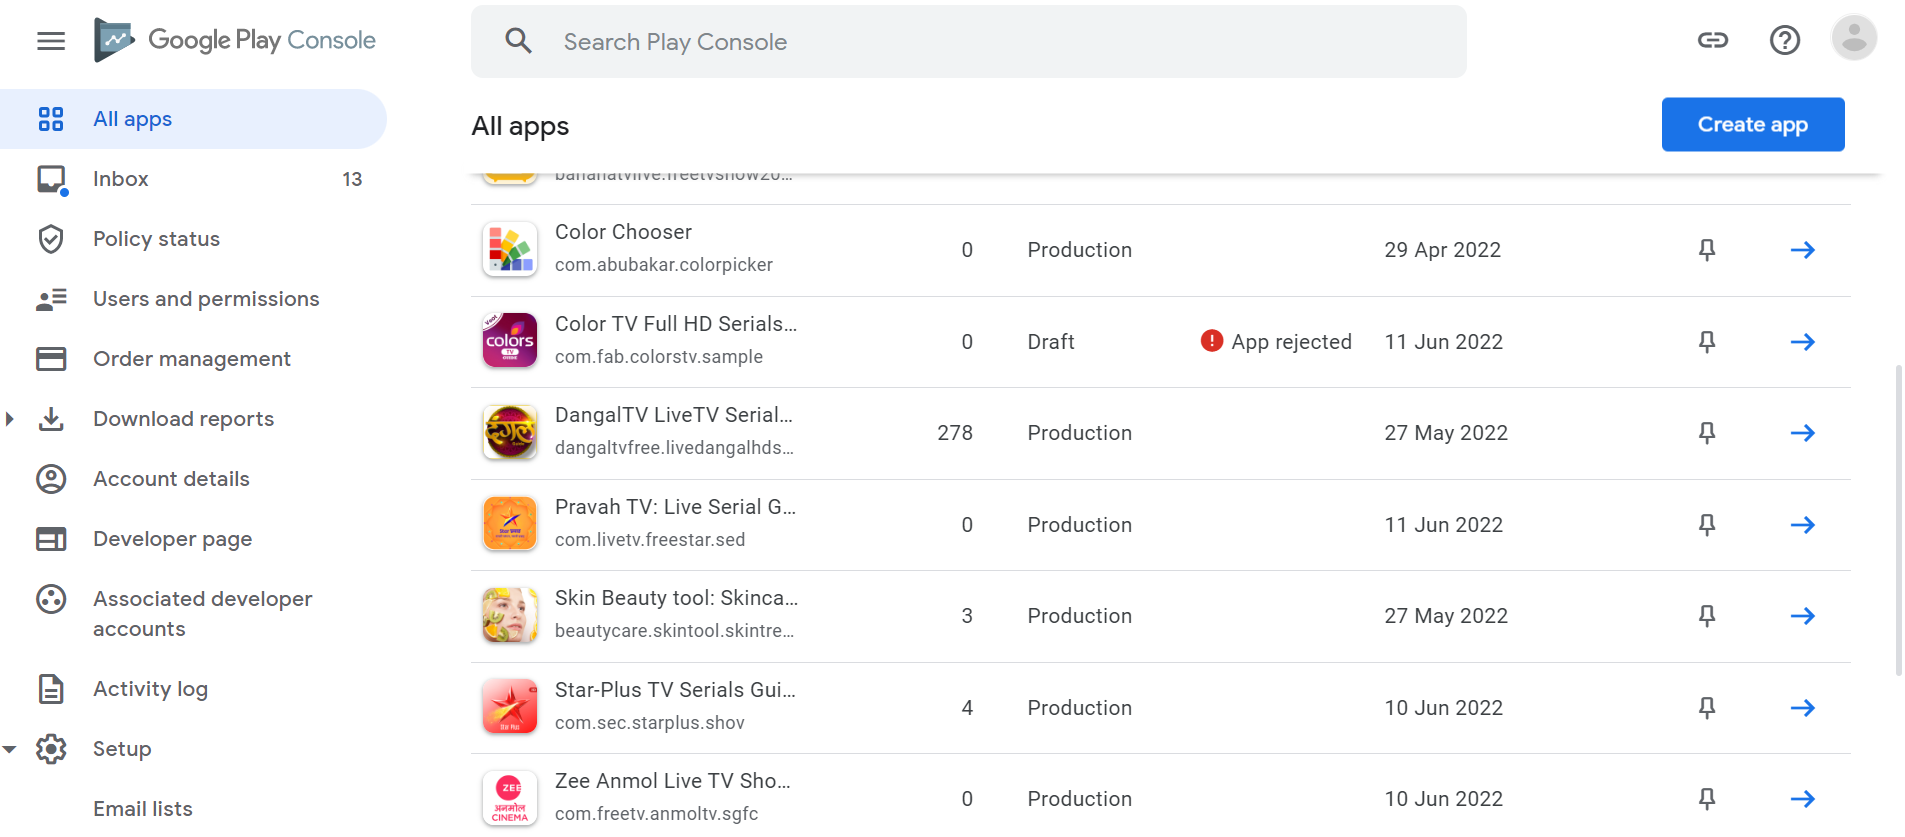 Google Play Console
Search Play Console
All apps
Inbox 13
Policy status
Users and permissions
Order management
Download reports
Account details
Developer page
Associated developer
accounts
Activity log
Setup
Email lists
All apps
Create app
bananatvlive.freetvshow20...
Color Chooser
com.abubakar.colorpicker
0 Production 29 Apr 2022
Voot
colors
TV
Color TV Full HD Serials...
com.fab.colorstv.sample
0 Draft App rejected 11 Jun 2022
दंगल
DangalTV LiveTV Serial...
dangaltvfree.livedangalhds...
278 Production 27 May 2022
Pravah TV: Live Serial G...
com.livetv.freestar.sed
0 Production 11 Jun 2022
Skin Beauty tool: Skinca...
beautycare.skintool.skintre...
3 Production 27 May 2022
Star-Plus TV Serials Gui...
com.sec.starplus.shov
4 Production 10 Jun 2022
ZEE
अनमोल
CINEMA
Zee Anmol Live TV Sho...
com.freetv.anmoltv.sgfc
0 Production 10 Jun 2022